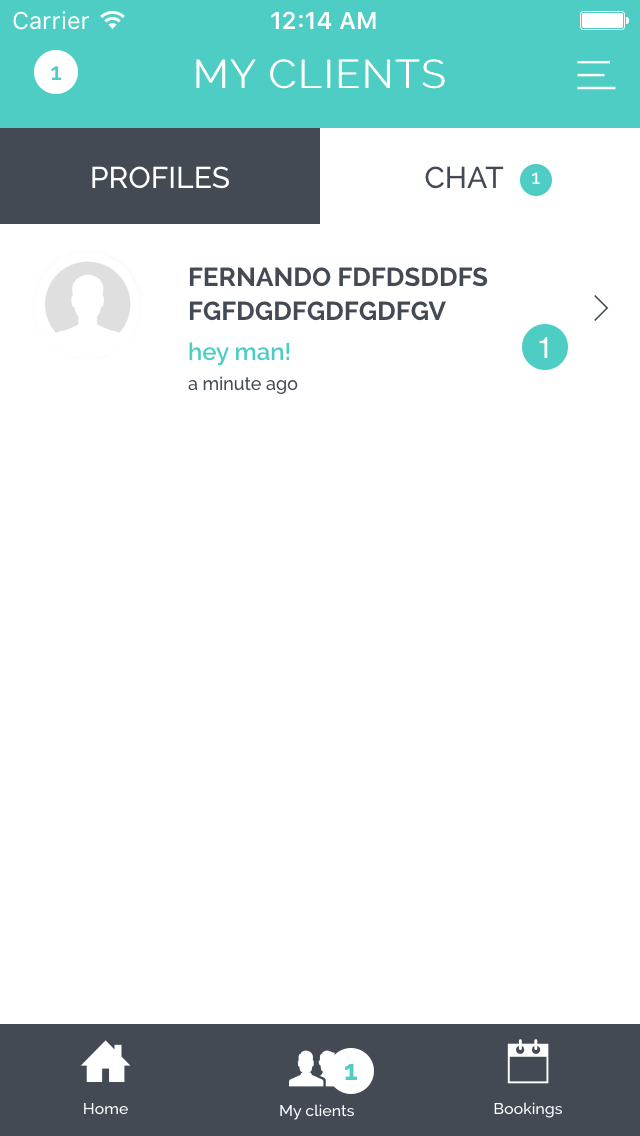 Carrier 12:14 AM
1 MY CLIENTS
PROFILES CHAT 1
FERNANDO FDFDSDDFS
FGFDGDFGDFGDFGV
hey man!
1
a minute ago
1
Home My clients Bookings